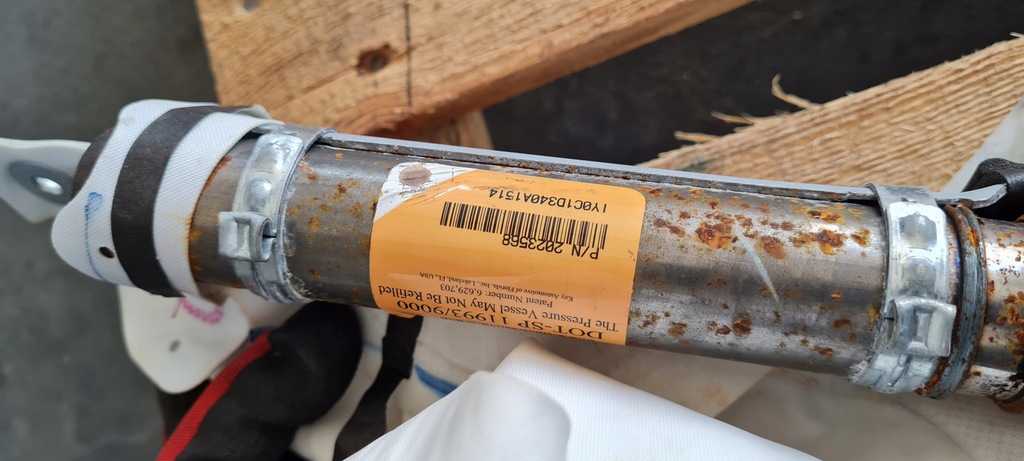 DOT-SP 11993/9000
The Pressure Vessel May Not Be Refilled
Patent Number: 6,629,703
Key Automotive of Florida, Inc., Lakeland, FL, USA
P/N 2023568
1Y0C1D340A1514